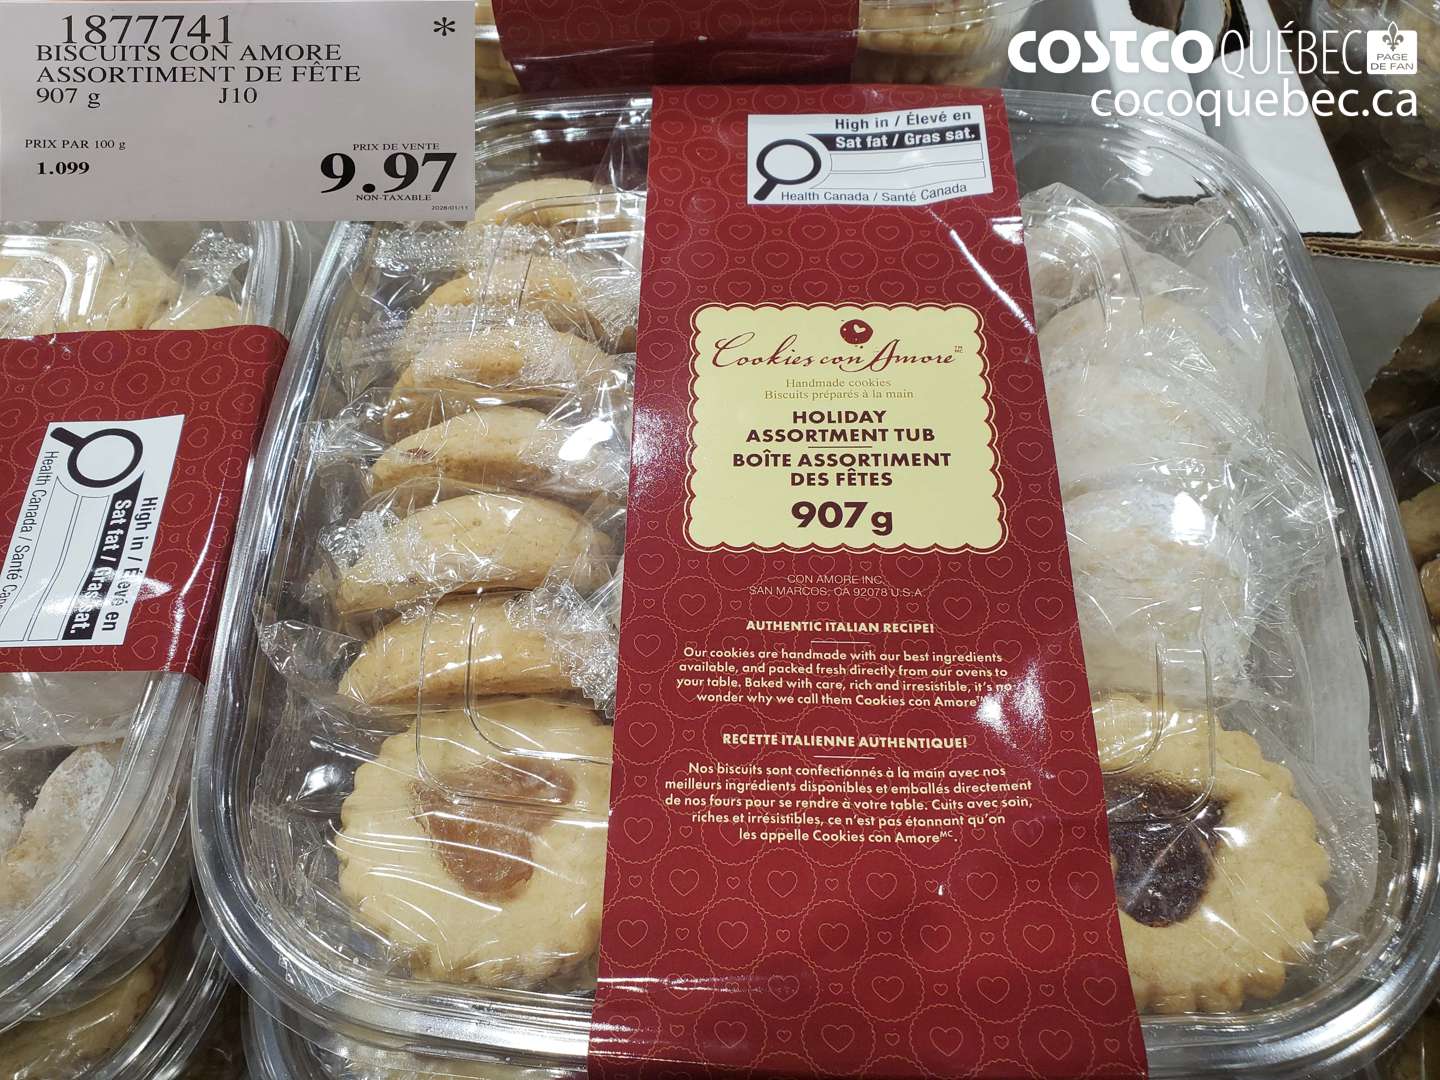 1877741 *
BISCUITS CON AMORE
ASSORTIMENT DE FÊTE
907 g J10
PRIX PAR 100 g
1.099
PRIX DE VENTE
9.97
NON-TAXABLE
2026/01/11
COSTCO QUÉBEC
PAGE
DE FAN
cocoquebec.ca
High in / Élevé en
Sat fat / Gras sat.
Health Canada / Santé Canada
Cookies con Amore TM
MC
Handmade cookies
Biscuits préparés à la main
HOLIDAY
ASSORTMENT TUB
BOÎTE ASSORTIMENT
DES FÊTES
907 g
CON AMORE INC.
SAN MARCOS, CA 92078 U.S.A.
AUTHENTIC ITALIAN RECIPE!
Our cookies are handmade with our best ingredients
available, and packed fresh directly from our ovens to
your table. Baked with care, rich and irresistible, it's no
wonder why we call them Cookies con Amore
RECETTE ITALIENNE AUTHENTIQUE!
Nos biscuits sont confectionnés à la main avec nos
meilleurs ingrédients disponibles et emballés directement
de nos fours pour se rendre à votre table. Cuits avec soin,
riches et irrésistibles, ce n'est pas étonnant qu'on
les appelle Cookies con Amore MC.
High in / Élevé en
Sat fat / Gras sat.
Health Canada / Santé Cana